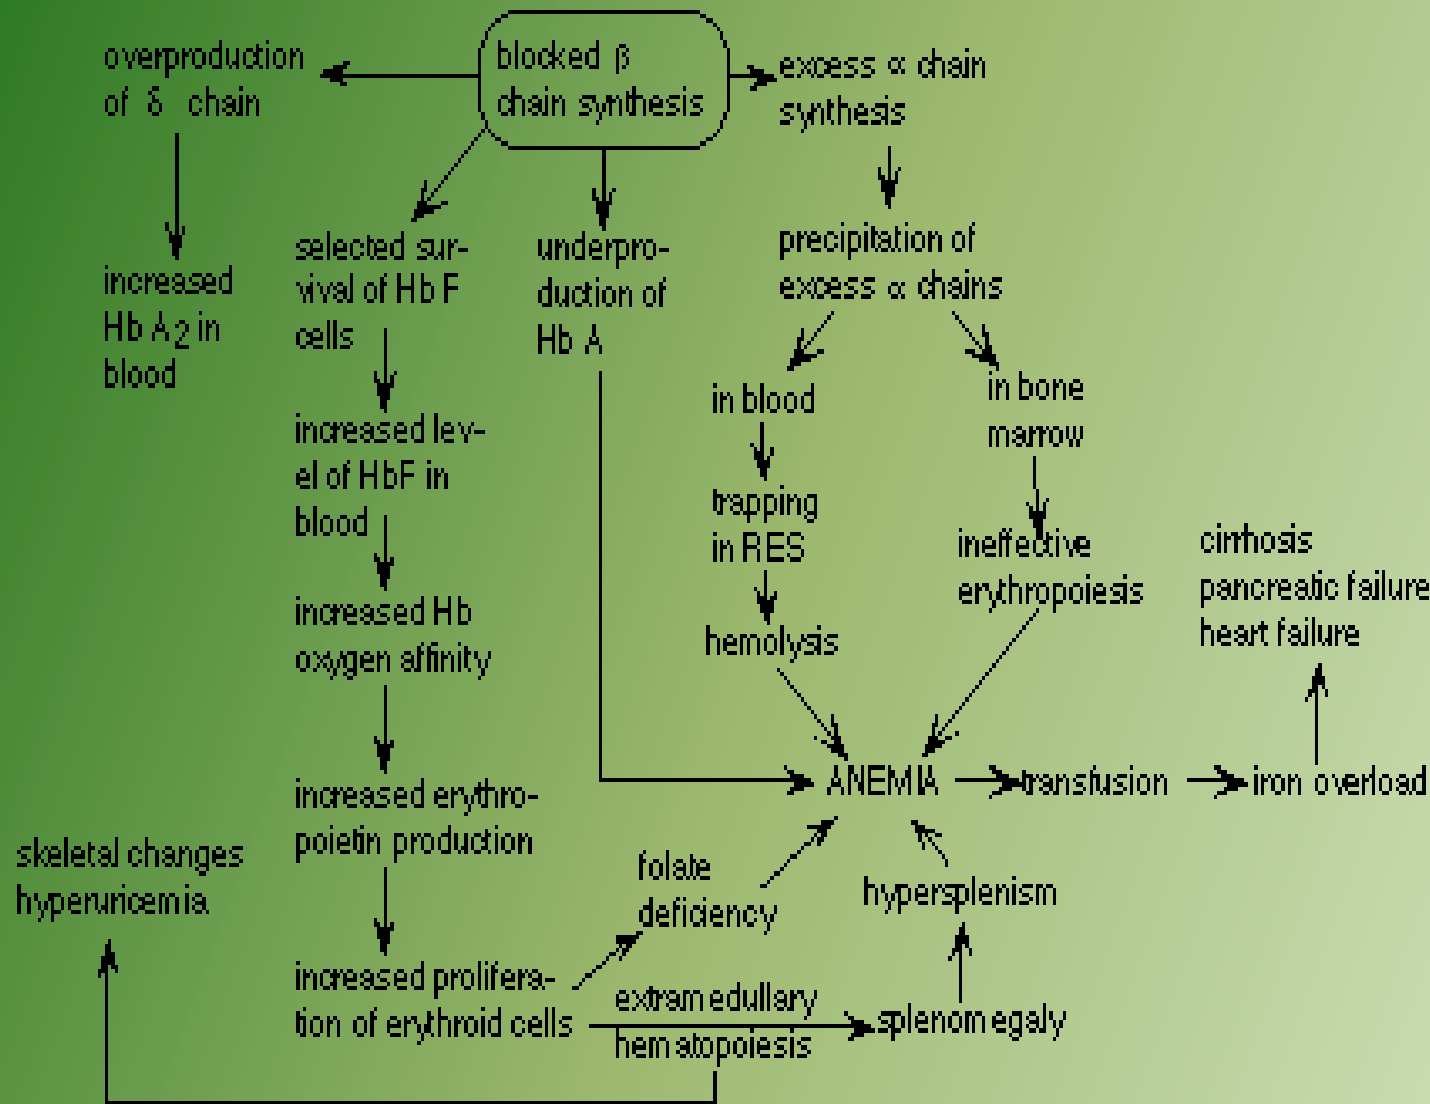 overproduction
of δ chain
blocked β
chain synthesis
excess α chain
synthesis
increased
Hb A2 in
blood
selected sur-
vival of Hb F
cells
underpro-
duction of
Hb A
precipitation of
excess α chains
in blood
in bone
marrow
increased lev-
el of HbF in
blood
trapping
in RES
ineffective
erythropoiesis
cirrhosis
pancreatic failure
heart failure
increased Hb
oxygen affinity
hemolysis
ANEMIA
transfusion
iron overload
increased erythro-
poietin production
skeletal changes
hyperuricemia
folate
deficiency
hypersplenism
increased prolifera-
tion of erythroid cells
extramedullary
hematopoiesis
splenomegaly